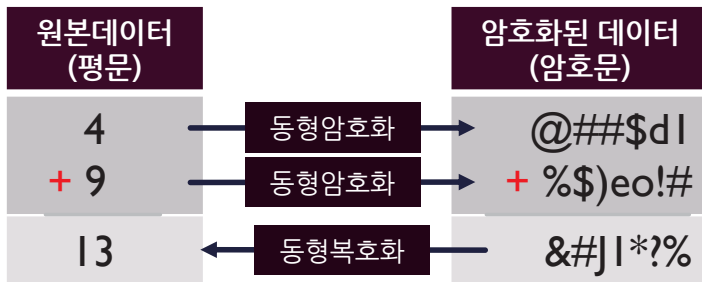 원본데이터
(평문)
암호화된 데이터
(암호문)
4
동형암호화
@##$d1
+ 9
동형암호화
+ %$)eo!#
13
동형복호화
&#J1*?%